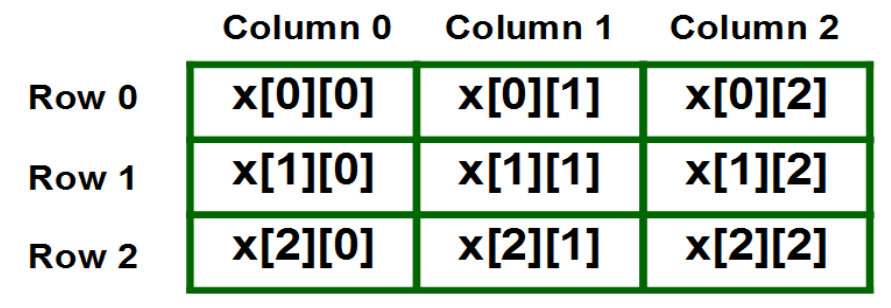 Column 0 Column 1 Column 2
Row 0 x[0][0] x[0][1] x[0][2]
Row 1 x[1][0] x[1][1] x[1][2]
Row 2 x[2][0] x[2][1] x[2][2]